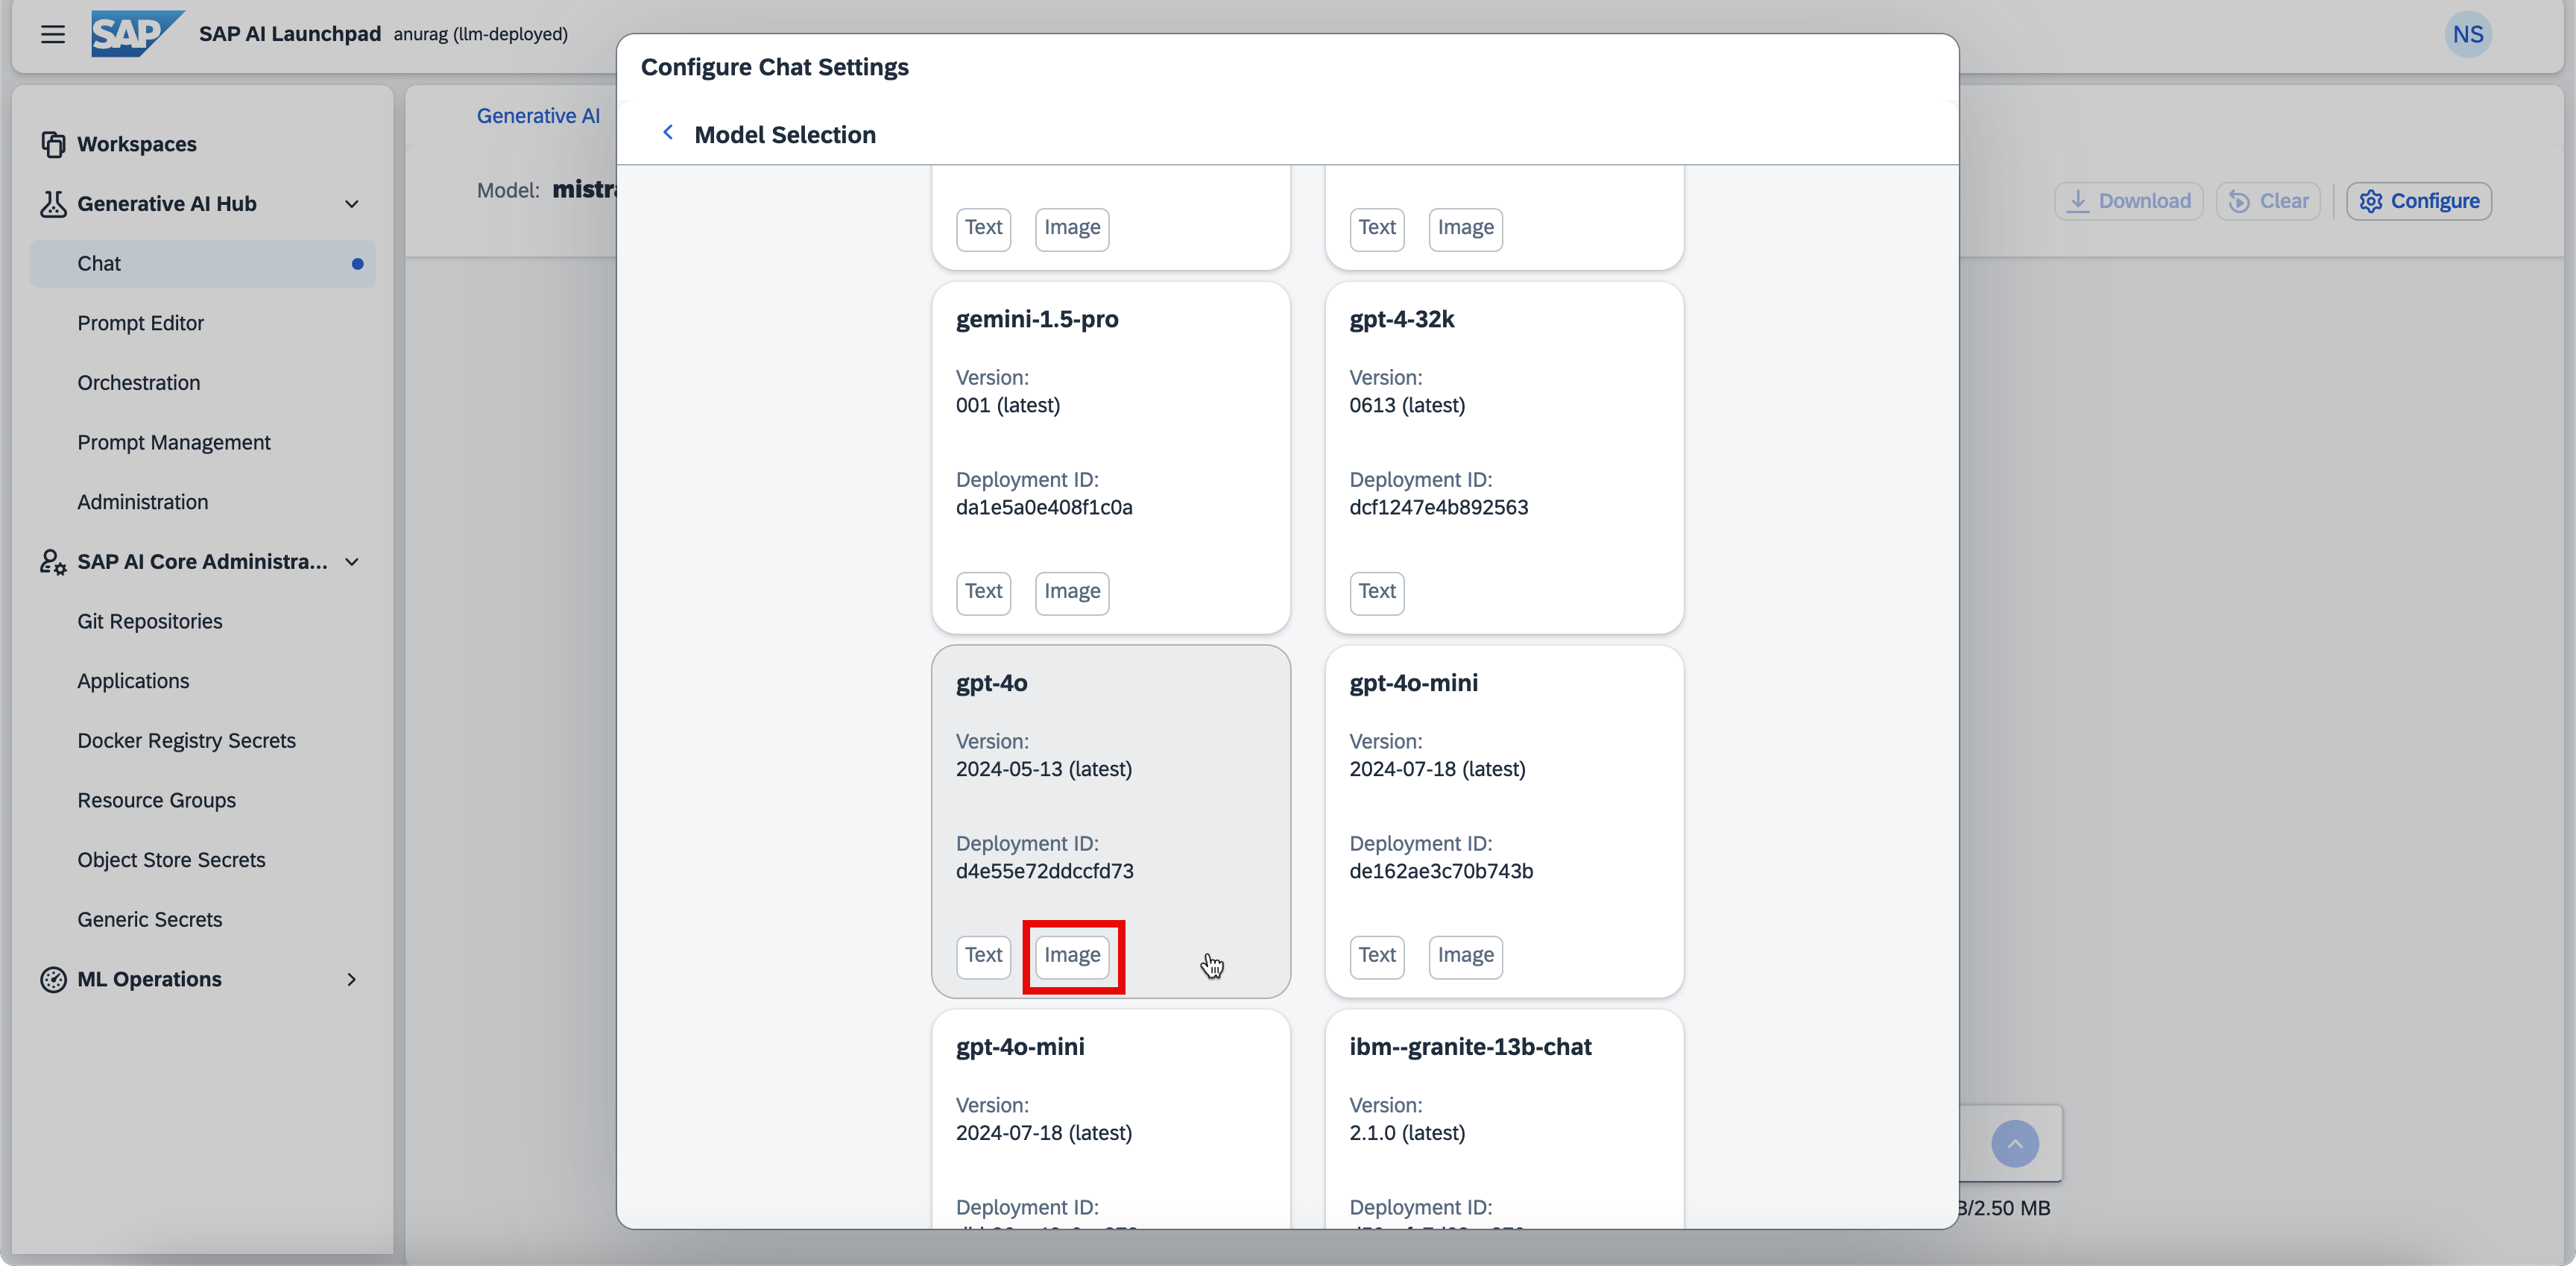 SAP
SAP AI Launchpad anurag (llm-deployed)
NS
Workspaces
Generative AI Hub
Chat
Prompt Editor
Orchestration
Prompt Management
Administration
SAP AI Core Administra...
Git Repositories
Applications
Docker Registry Secrets
Resource Groups
Object Store Secrets
Generic Secrets
ML Operations
Generative AI
Model:
Download
Clear
Configure
Configure Chat Settings
Model Selection
Text Image
Text Image
gemini-1.5-pro
Version:
001 (latest)
Deployment ID:
da1e5a0e408f1c0a
Text Image
gpt-4-32k
Version:
0613 (latest)
Deployment ID:
dcf1247e4b892563
Text
gpt-4o
Version:
2024-05-13 (latest)
Deployment ID:
d4e55e72ddccfd73
Text Image
gpt-4o-mini
Version:
2024-07-18 (latest)
Deployment ID:
de162ae3c70b743b
Text Image
gpt-4o-mini
Version:
2024-07-18 (latest)
Deployment ID:
ibm--granite-13b-chat
Version:
2.1.0 (latest)
Deployment ID:
/2.50 MB